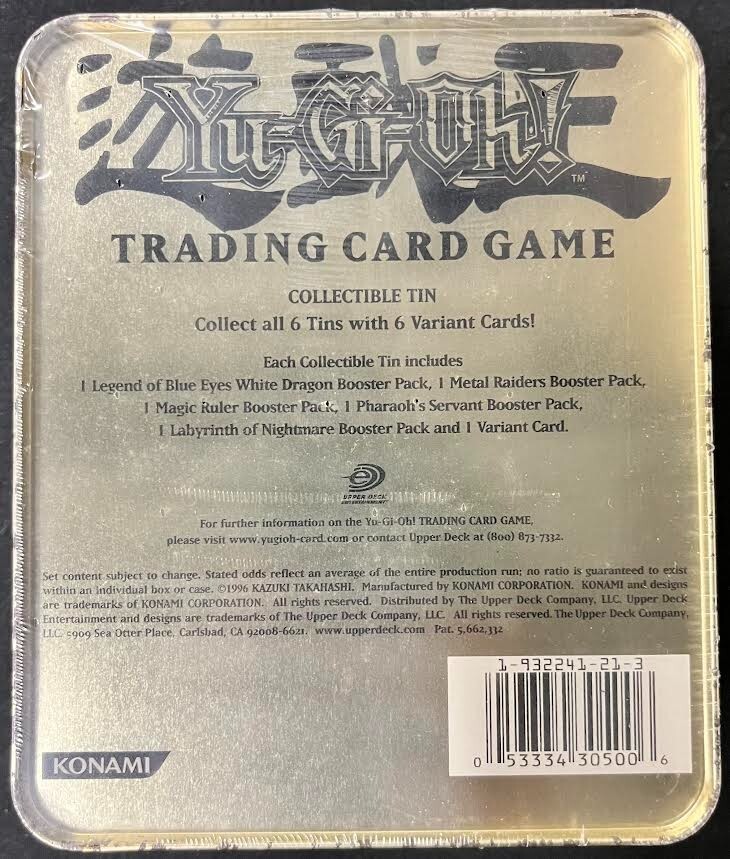 遊戯王
Yu-Gi-Oh!
TM
TRADING CARD GAME
COLLECTIBLE TIN
Collect all 6 Tins with 6 Variant Cards!
Each Collectible Tin includes
1 Legend of Blue Eyes White Dragon Booster Pack, 1 Metal Raiders Booster Pack,
1 Magic Ruler Booster Pack, 1 Pharaoh's Servant Booster Pack,
1 Labyrinth of Nightmare Booster Pack and 1 Variant Card.
UPPER DECK
ENTERTAINMENT
For further information on the Yu-Gi-Oh! TRADING CARD GAME,
please visit www.yugioh-card.com or contact Upper Deck at (800) 873-7332.
Set content subject to change. Stated odds reflect an average of the entire production run; no ratio is guaranteed to exist
within an individual box or case. ©1996 KAZUKI TAKAHASHI. Manufactured by KONAMI CORPORATION. KONAMI and designs
are trademarks of KONAMI CORPORATION. All rights reserved. Distributed by The Upper Deck Company, LLC. Upper Deck
Entertainment and designs are trademarks of The Upper Deck Company, LLC. All rights reserved. The Upper Deck Company,
LLC. 5909 Sea Otter Place, Carlsbad, CA 92008-6621. www.upperdeck.com Pat. 5,662,332
1-932241-21-3
0 53334 30500 6
KONAMI